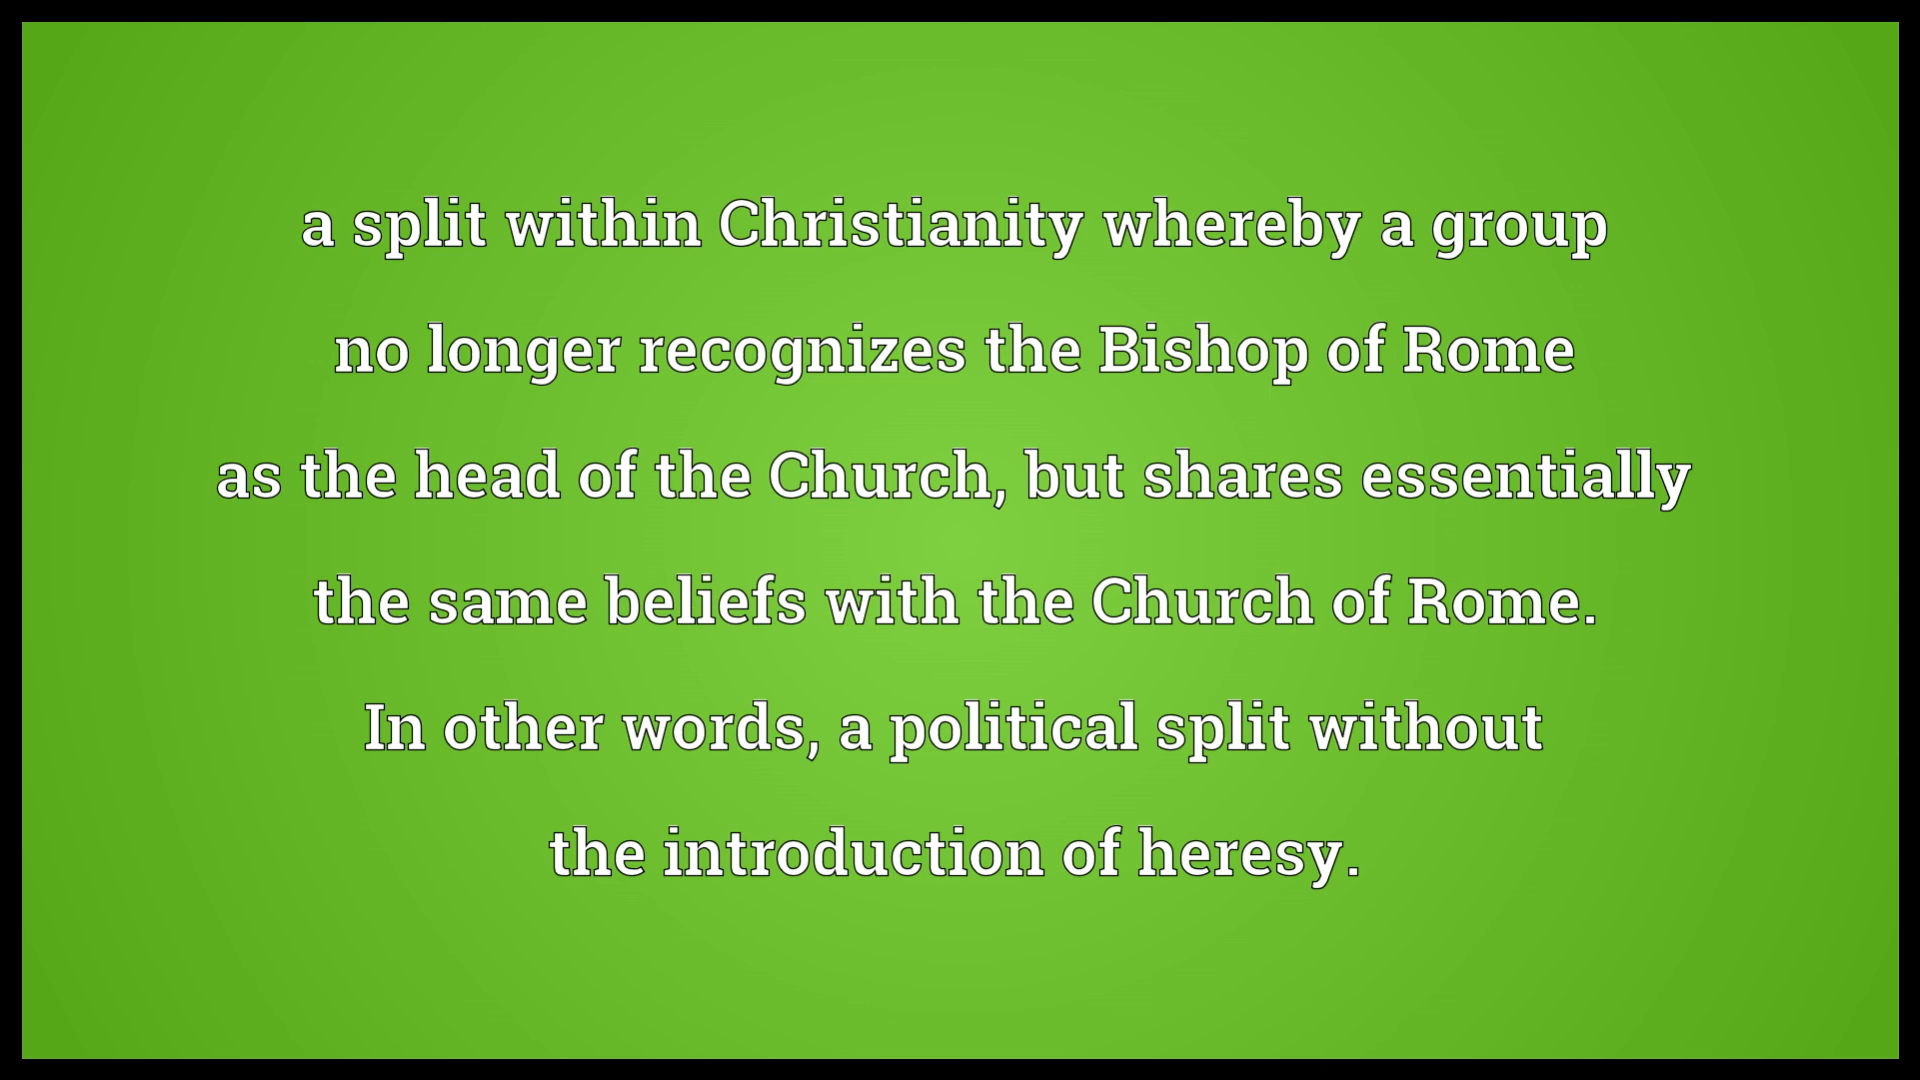 a split within Christianity whereby a group
no longer recognizes the Bishop of Rome
as the head of the Church, but shares essentially
the same beliefs with the Church of Rome.
In other words, a political split without
the introduction of heresy.